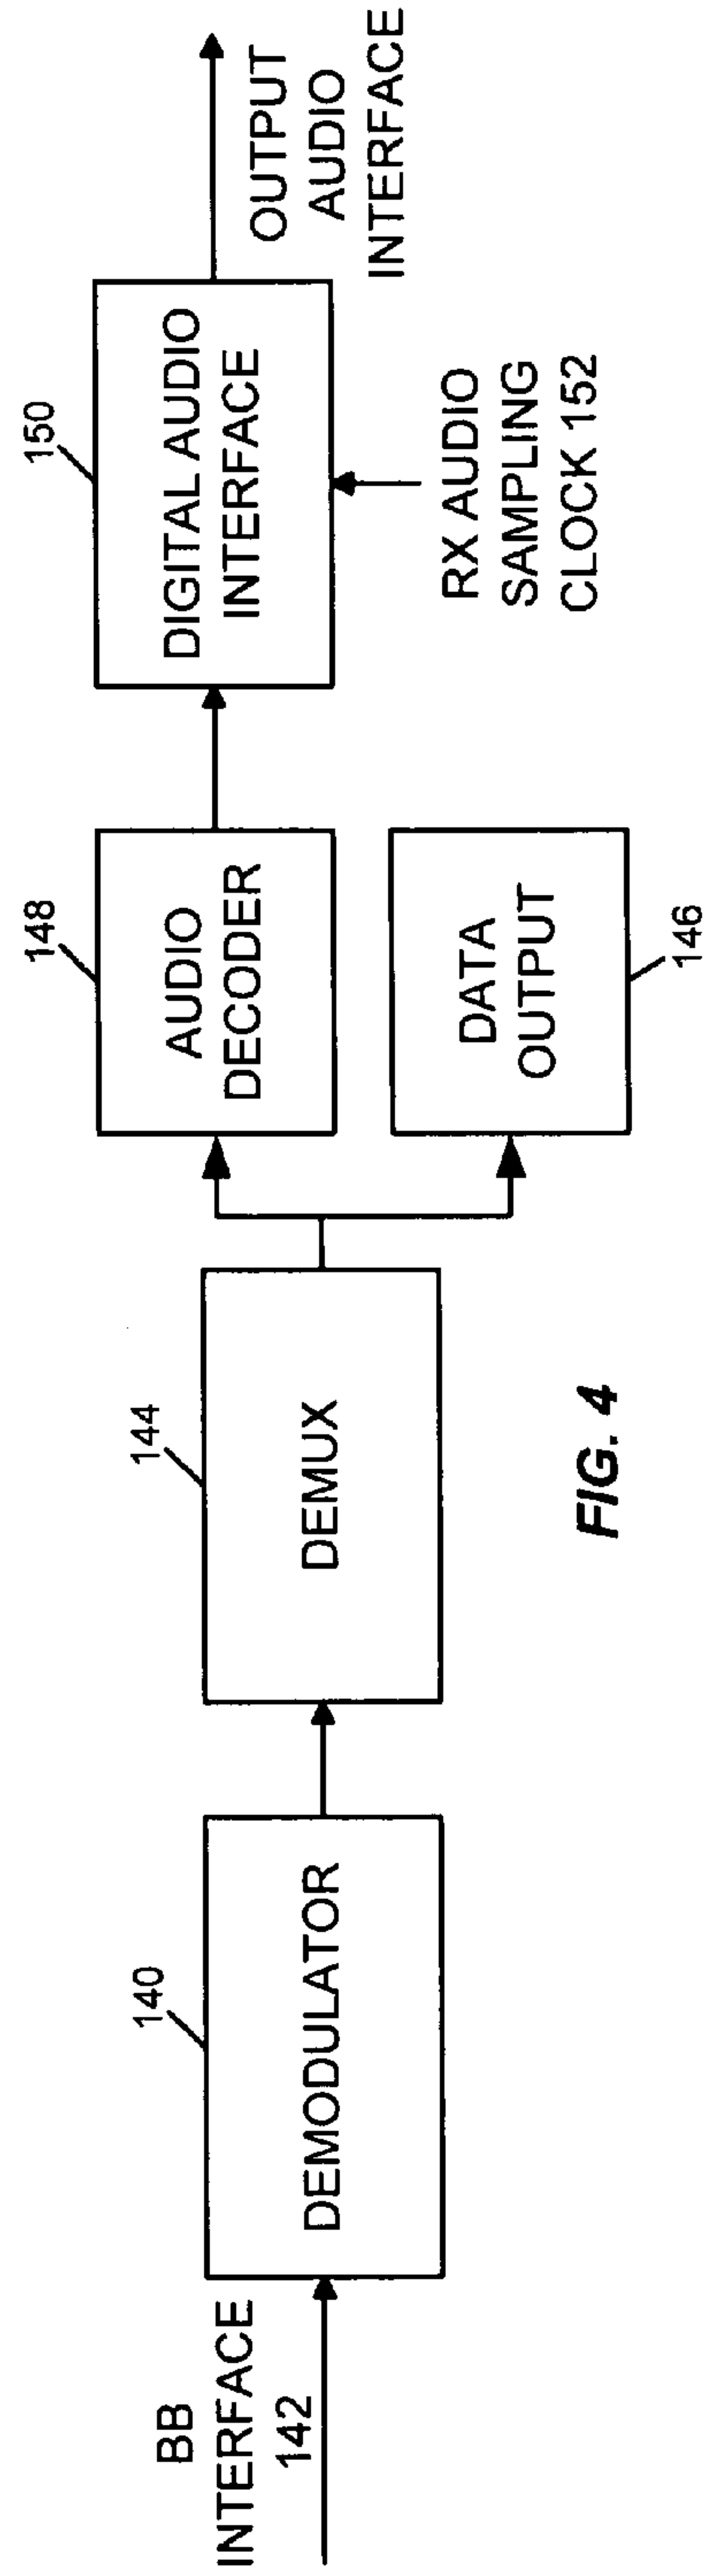 BB
INTERFACE
142
140
DEMODULATOR
144
DEMUX
148
AUDIO
DECODER
DATA
OUTPUT
146
150
DIGITAL AUDIO
INTERFACE
RX AUDIO
SAMPLING
CLOCK 152
OUTPUT
AUDIO
INTERFACE
FIG. 4